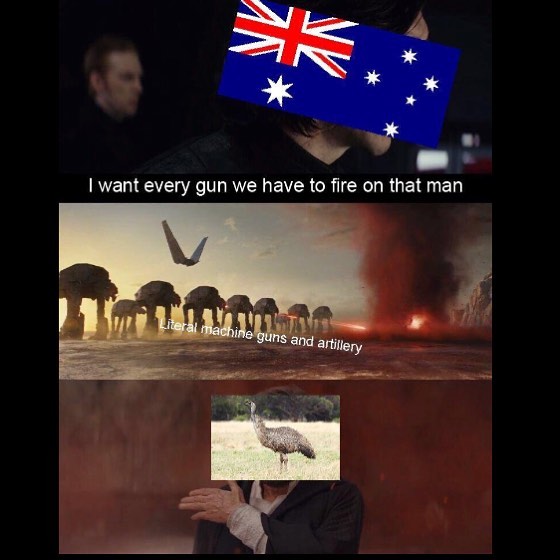 I want every gun we have to fire on that man
Literal machine guns and artillery